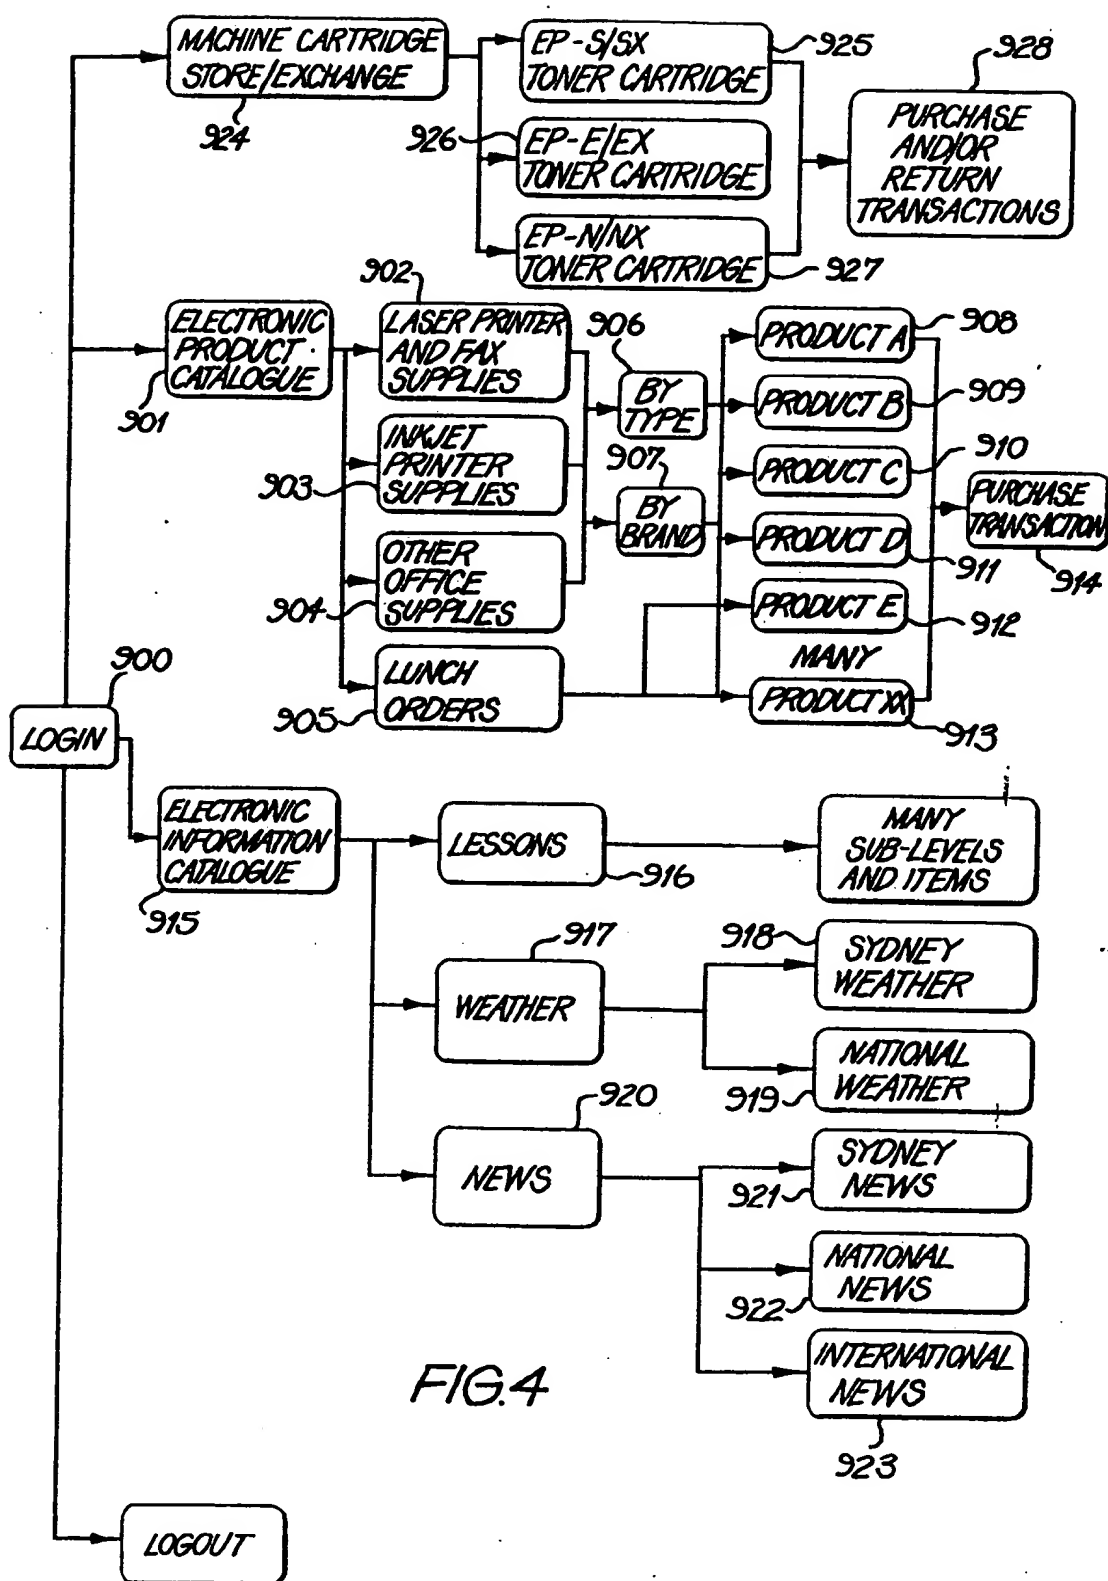 MACHINE CARTRIDGE
STORE/EXCHANGE
924
EP-S/SX
TONER CARTRIDGE
925
926
EP-E/EX
TONER CARTRIDGE
EP-N/NX
TONER CARTRIDGE
927
928
PURCHASE
AND/OR
RETURN
TRANSACTIONS
ELECTRONIC
PRODUCT
CATALOGUE
901
902
LASER PRINTER
AND FAX
SUPPLIES
INKJET
PRINTER
SUPPLIES
903
OTHER
OFFICE
SUPPLIES
904
LUNCH
ORDERS
905
906
BY
TYPE
907
BY
BRAND
PRODUCT A
908
PRODUCT B
909
PRODUCT C
910
PRODUCT D
911
PRODUCT E
912
MANY
PRODUCT XX
913
PURCHASE
TRANSACTION
914
900
LOGIN
ELECTRONIC
INFORMATION
CATALOGUE
915
LESSONS
916
MANY
SUB-LEVELS
AND ITEMS
917
WEATHER
918
SYDNEY
WEATHER
NATIONAL
WEATHER
919
920
NEWS
SYDNEY
NEWS
921
NATIONAL
NEWS
922
INTERNATIONAL
NEWS
923
FIG.4
LOGOUT